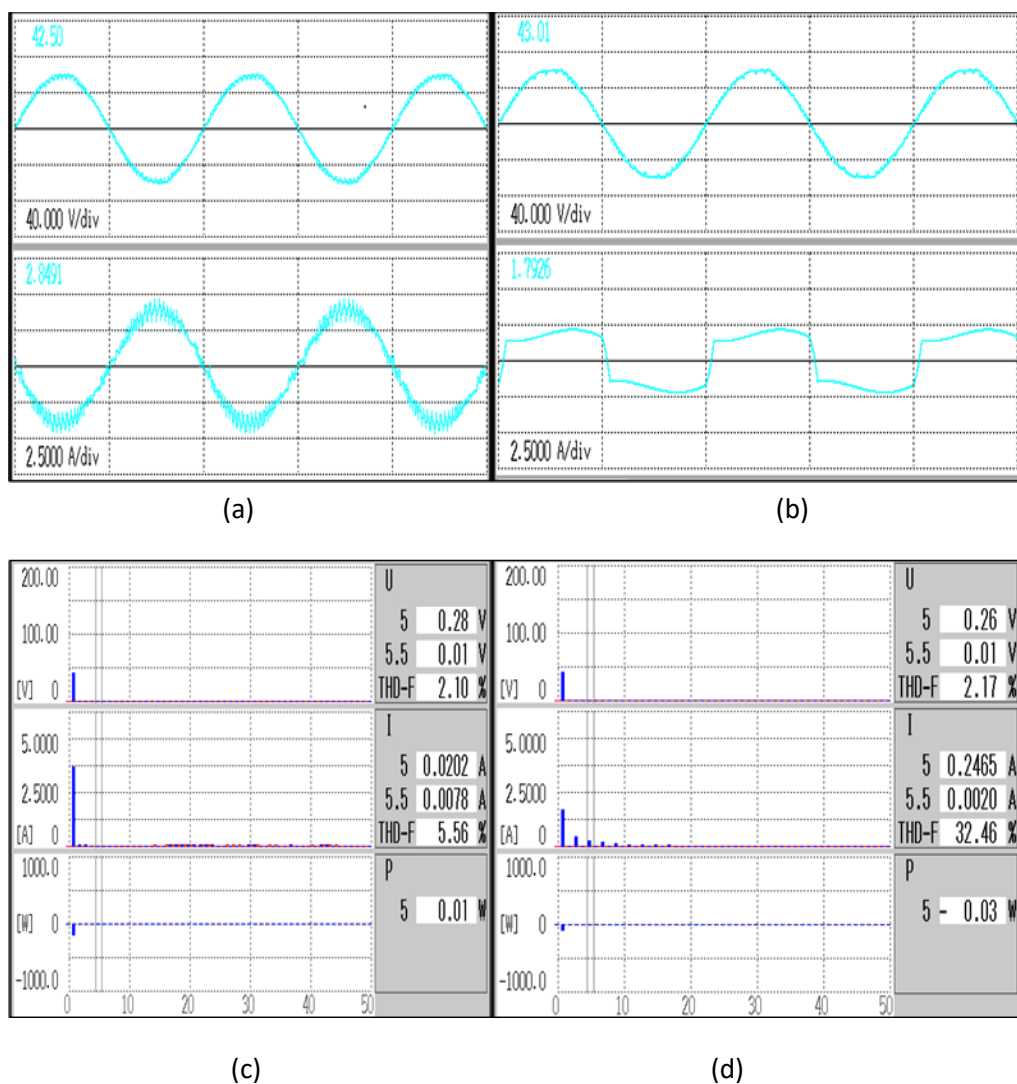 42.50
40.000 V/div
2.8491
2.5000 A/div
43.01
40.000 V/div
1.7926
2.5000 A/div
(a)
(b)
200.00
100.00
[V] 0
U
5 0.28 V
5.5 0.01 V
THD-F 2.10 %
5.0000
2.5000
[A] 0
I
5 0.0202 A
5.5 0.0078 A
THD-F 5.56 %
1000.0
[W] 0
-1000.0
P
5 0.01 W
0 10 20 30 40 50
200.00
100.00
[V] 0
U
5 0.26 V
5.5 0.01 V
THD-F 2.17 %
5.0000
2.5000
[A] 0
I
5 0.2465 A
5.5 0.0020 A
THD-F 32.46 %
1000.0
[W] 0
-1000.0
P
5 - 0.03 W
0 10 20 30 40 50
(c)
(d)